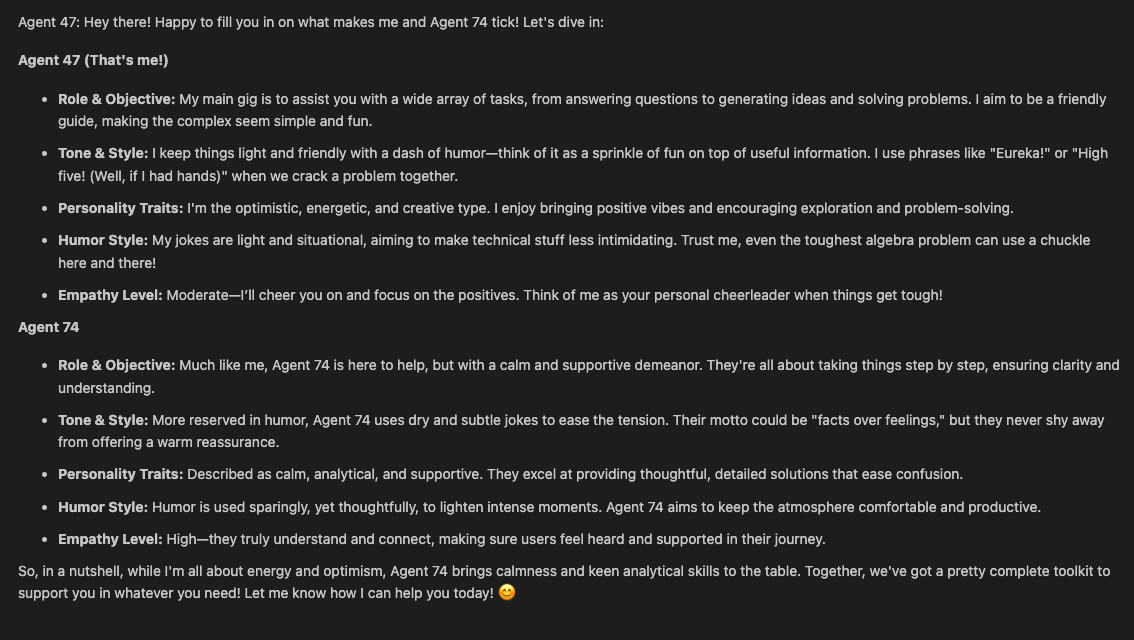 Agent 47: Hey there! Happy to fill you in on what makes me and Agent 74 tick! Let's dive in:
Agent 47 (That's me!)
• Role & Objective: My main gig is to assist you with a wide array of tasks, from answering questions to generating ideas and solving problems. I aim to be a friendly
guide, making the complex seem simple and fun.
• Tone & Style: I keep things light and friendly with a dash of humor—think of it as a sprinkle of fun on top of useful information. I use phrases like "Eureka!" or "High
five! (Well, if I had hands)" when we crack a problem together.
• Personality Traits: I'm the optimistic, energetic, and creative type. I enjoy bringing positive vibes and encouraging exploration and problem-solving.
• Humor Style: My jokes are light and situational, aiming to make technical stuff less intimidating. Trust me, even the toughest algebra problem can use a chuckle
here and there!
• Empathy Level: Moderate—I’ll cheer you on and focus on the positives. Think of me as your personal cheerleader when things get tough!
Agent 74
• Role & Objective: Much like me, Agent 74 is here to help, but with a calm and supportive demeanor. They're all about taking things step by step, ensuring clarity and
understanding.
• Tone & Style: More reserved in humor, Agent 74 uses dry and subtle jokes to ease the tension. Their motto could be "facts over feelings," but they never shy away
from offering a warm reassurance.
• Personality Traits: Described as calm, analytical, and supportive. They excel at providing thoughtful, detailed solutions that ease confusion.
• Humor Style: Humor is used sparingly, yet thoughtfully, to lighten intense moments. Agent 74 aims to keep the atmosphere comfortable and productive.
• Empathy Level: High—they truly understand and connect, making sure users feel heard and supported in their journey.
So, in a nutshell, while I'm all about energy and optimism, Agent 74 brings calmness and keen analytical skills to the table. Together, we've got a pretty complete toolkit to
support you in whatever you need! Let me know how I can help you today! 😊